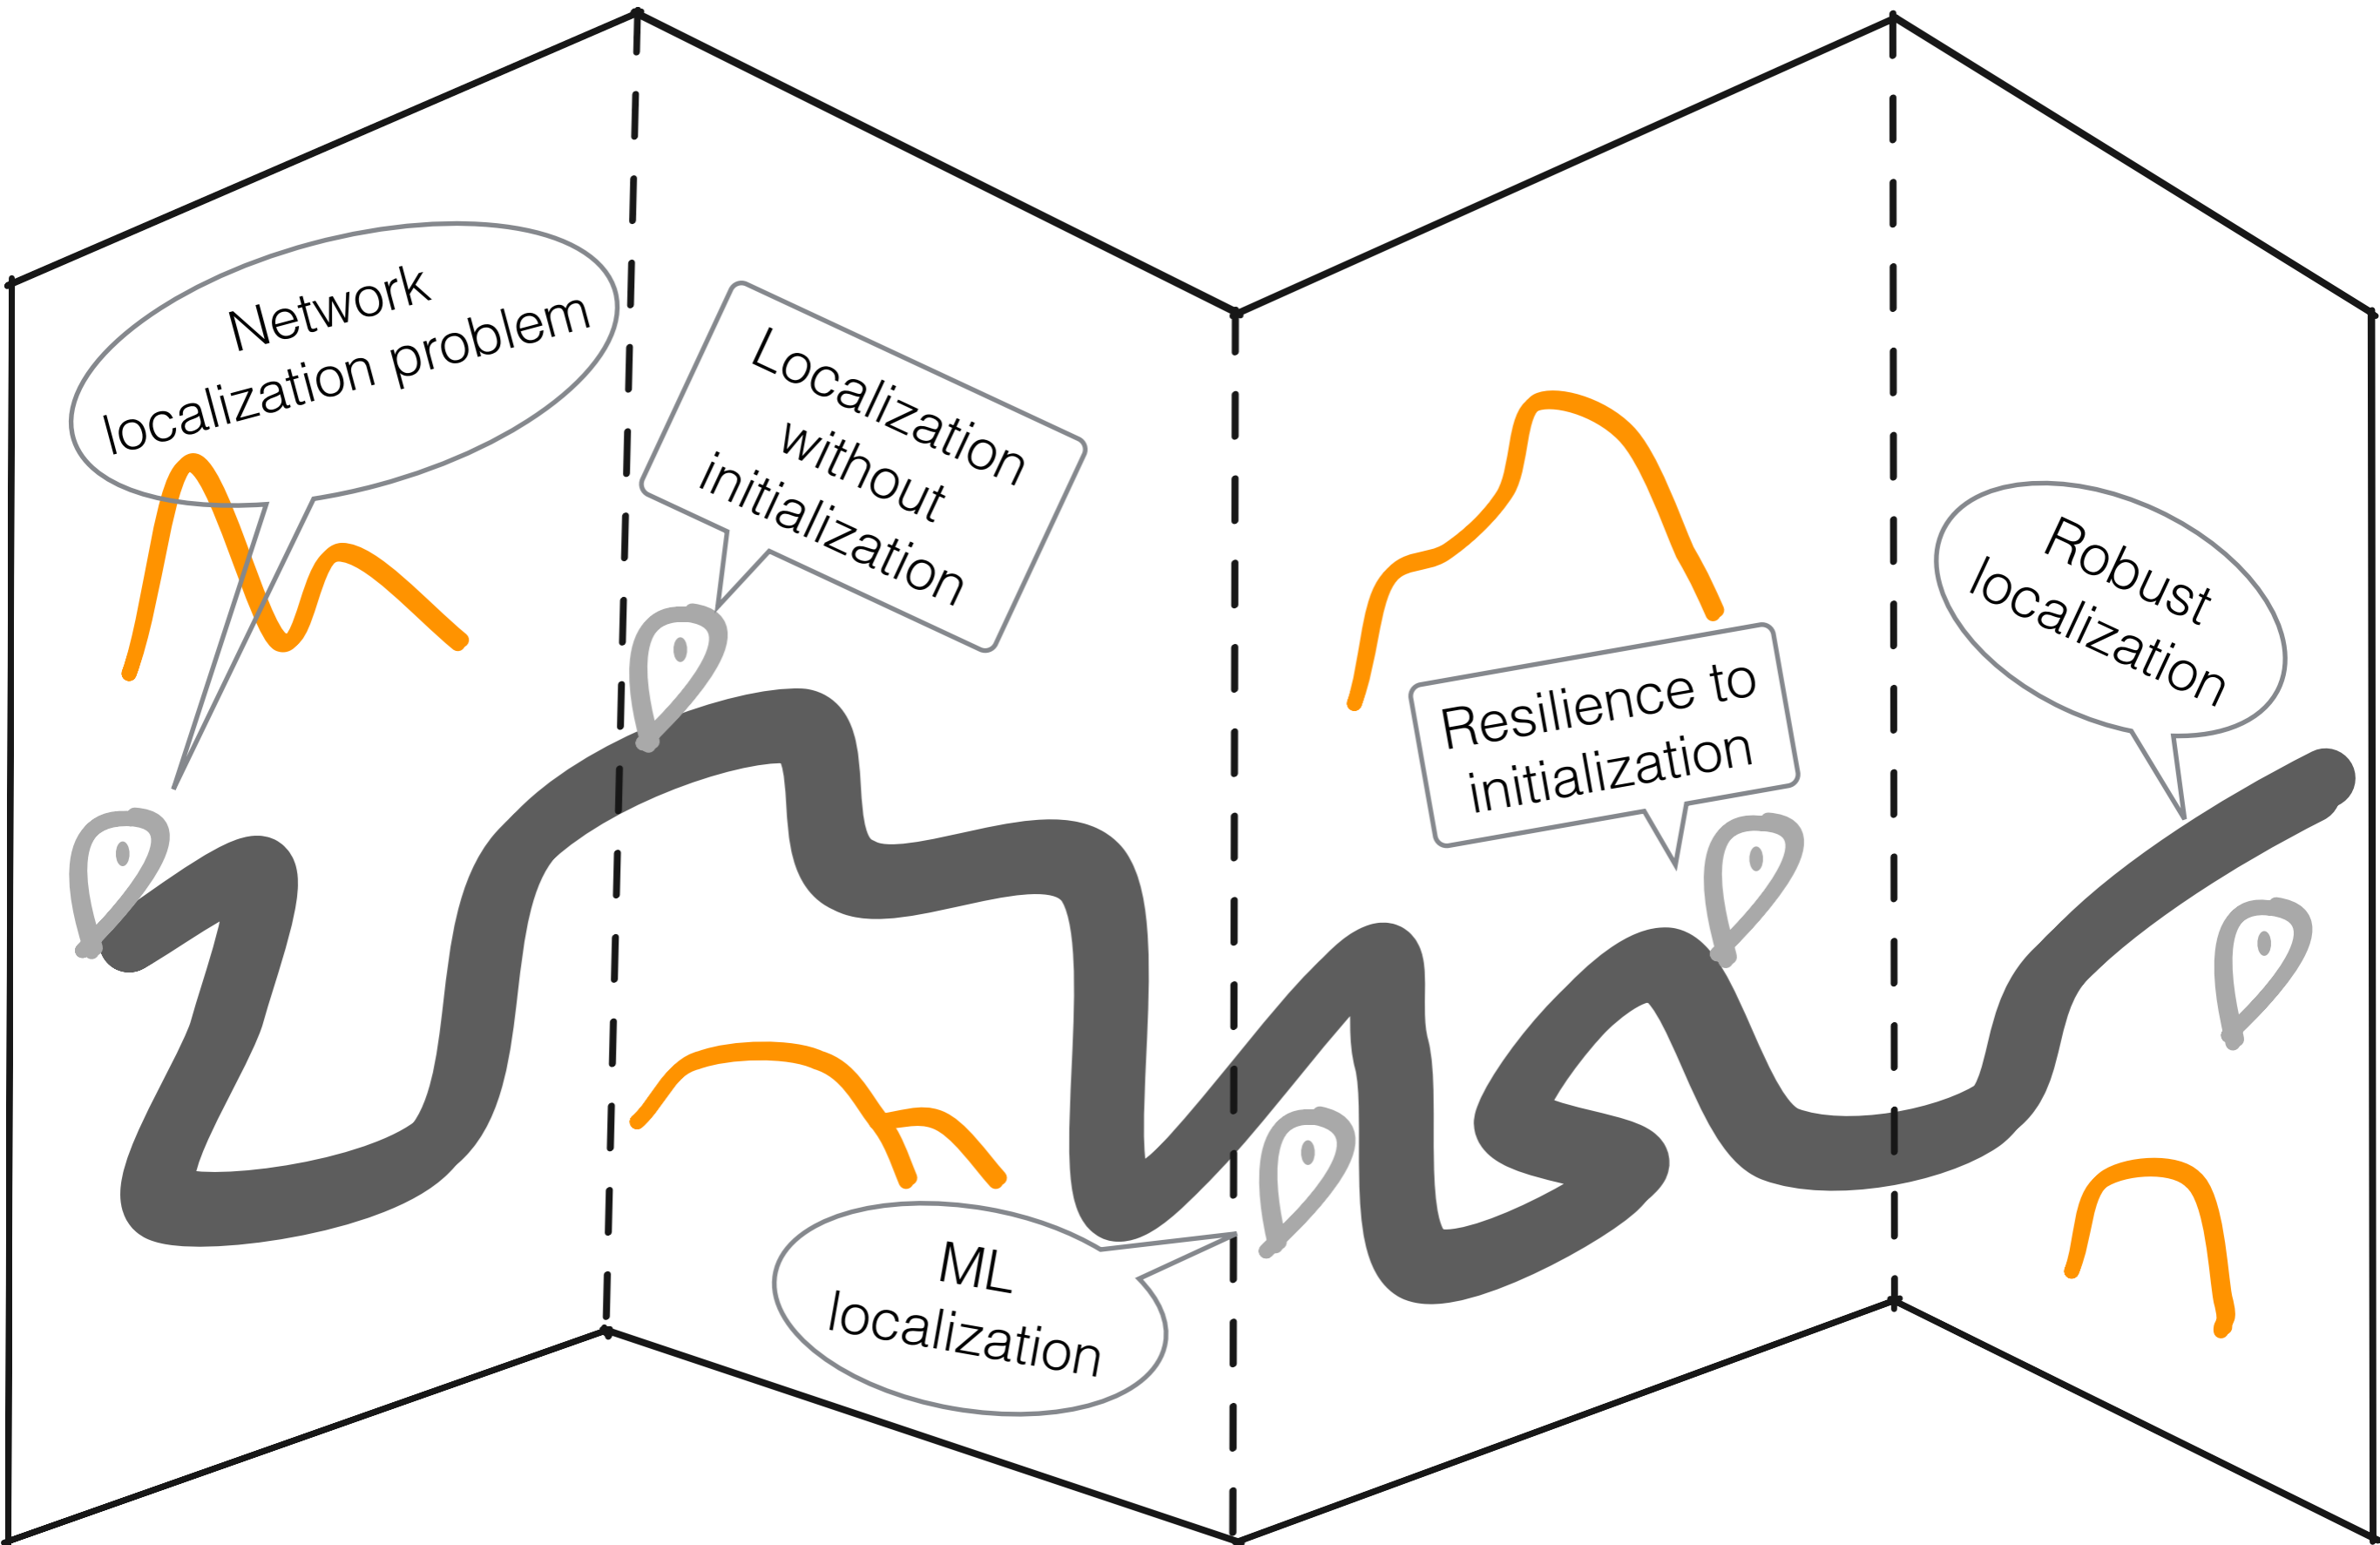 Network
localization problem
Localization
without
initialization
ML
localization
Resilience to
initialization
Robust
localization